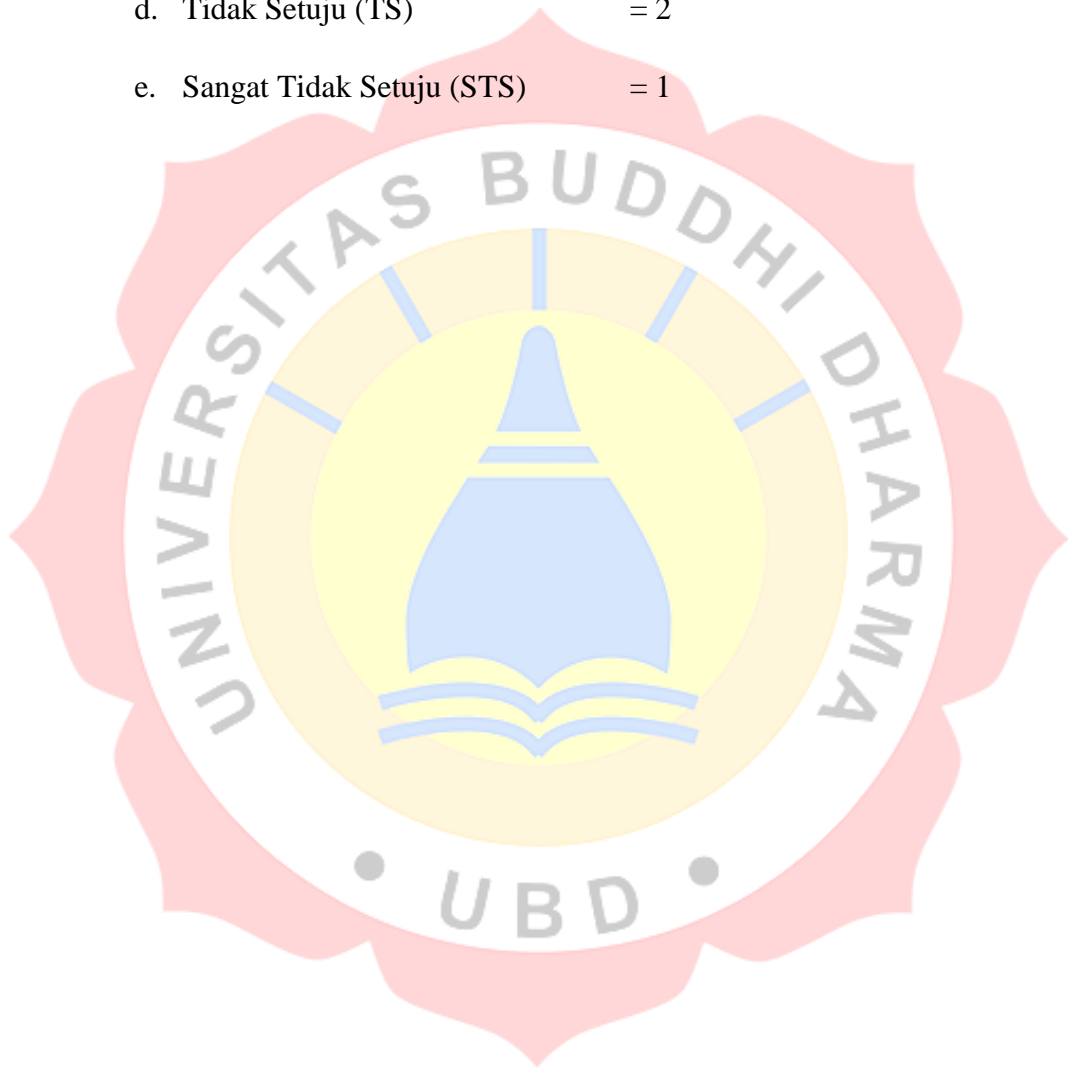 d. Tidak Setuju (TS) = 2
e. Sangat Tidak Setuju (STS) = 1
UNIVERSITAS BUDDHI DHARMA
• UBD •